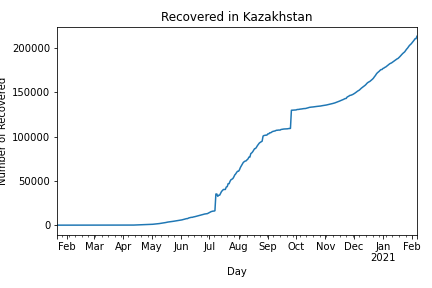 Recovered in Kazakhstan
Number of Recovered
200000
150000
100000
50000
0
Feb Mar Apr May Jun Jul Aug Sep Oct Nov Dec Jan Feb
2021
Day